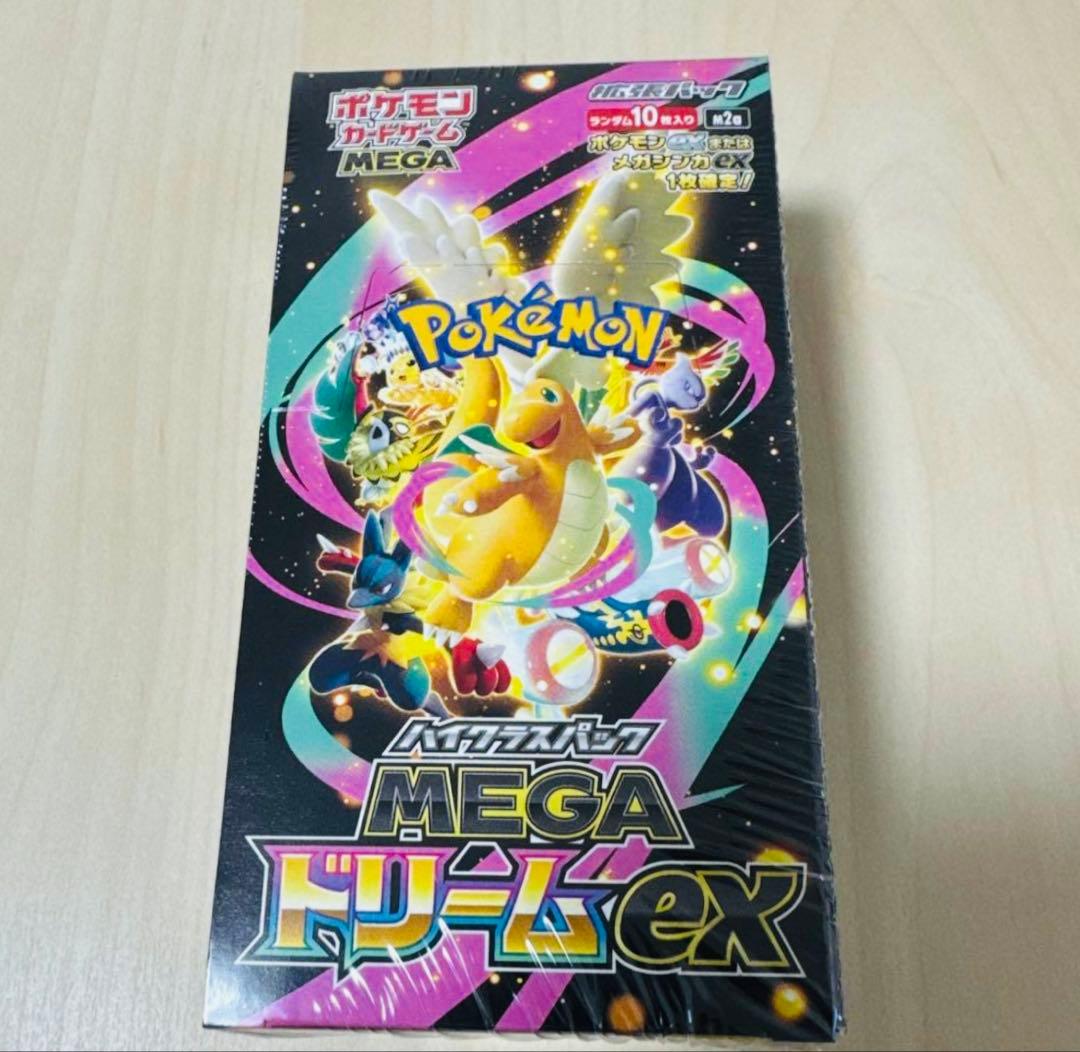 ポケモン
カードゲーム
MEGA
拡張パック
ランダム10枚入り M2a
ポケモンexまたは
メガシンカex
1枚確定!
POKÉMON
ハイクラスパック
MEGA
ドリームex